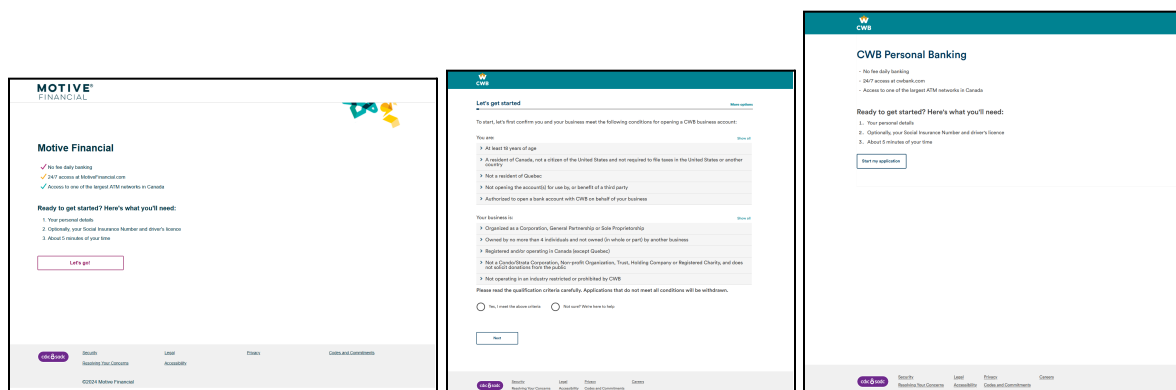 MOTIVE®
FINANCIAL
Motive Financial
No fee daily banking
24/7 access at MotiveFinancial.com
Access to one of the largest ATM networks in Canada
Ready to get started? Here's what you'll need:
1. Your personal details
2. Optionally, your Social Insurance Number and driver's licence
3. About 5 minutes of your time
Let's go!
cdic sadc
Security
Legal
Privacy
Codes and Commitments
Resolving Your Concerns
Accessibility
©2024 Motive Financial
CWB
Let's get started
More options
To start, let's first confirm you and your business meet the following conditions for opening a CWB business account:
You are:
Show all
> At least 18 years of age
> A resident of Canada, not a citizen of the United States and not required to file taxes in the United States or another
country
> Not a resident of Quebec
> Not opening the account(s) for use by, or benefit of a third party
> Authorized to open a bank account with CWB on behalf of your business
Your business is:
Show all
> Organized as a Corporation, General Partnership or Sole Proprietorship
> Owned by no more than 4 individuals and not owned (in whole or part) by another business
> Registered and/or operating in Canada (except Quebec)
> Not a Condo/Strata Corporation, Non-profit Organization, Trust, Holding Company or Registered Charity, and does
not solicit donations from the public
> Not operating in an industry restricted or prohibited by CWB
Please read the qualification criteria carefully. Applications that do not meet all conditions will be withdrawn.
Yes, I meet the above criteria
Not sure? We're here to help
Next
cdic sadc
Security
Legal
Privacy
Careers
Resolving Your Concerns
Accessibility
Codes and Commitments
CWB
CWB Personal Banking
- No fee daily banking
- 24/7 access at cwbank.com
- Access to one of the largest ATM networks in Canada
Ready to get started? Here's what you'll need:
1. Your personal details
2. Optionally, your Social Insurance Number and driver's licence
3. About 5 minutes of your time
Start my application
cdic sadc
Security
Legal
Privacy
Careers
Resolving Your Concerns
Accessibility
Codes and Commitments